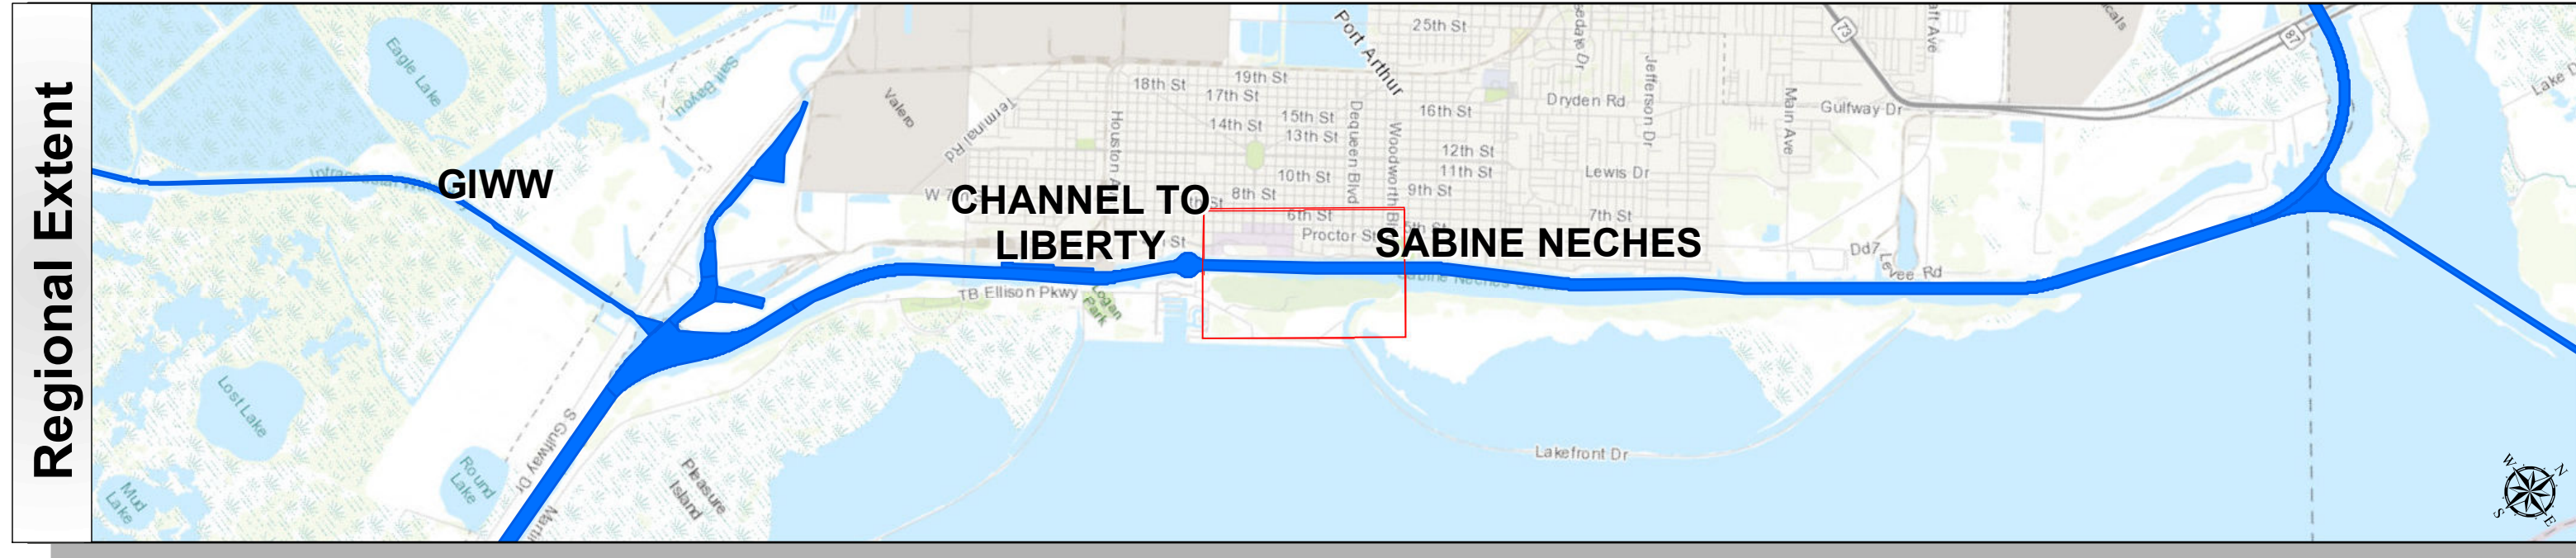 Regional Extent
GIWW
CHANNEL TO
LIBERTY
SABINE NECHES
Eagle Lake
Salt Bayou
Valero
Terminal Rd
Port Arthur
25th St
19th St
18th St
17th St
16th St
15th St
14th St
13th St
12th St
11th St
10th St
9th St
8th St
7th St
6th St
Proctor St
Houston
Dequeen Blvd
Woodworth
Dryden Rd
Jefferson Dr
Lewis Dr
Main Ave
Gulfway Dr
73
87
Dd7
Levee Rd
TB Ellison Pkwy
Logan
Park
Lakefront Dr
Lost Lake
Round
Lake
Mud
Lake
S Gulfway Dr
Pleasure
Island
W
N
S
E